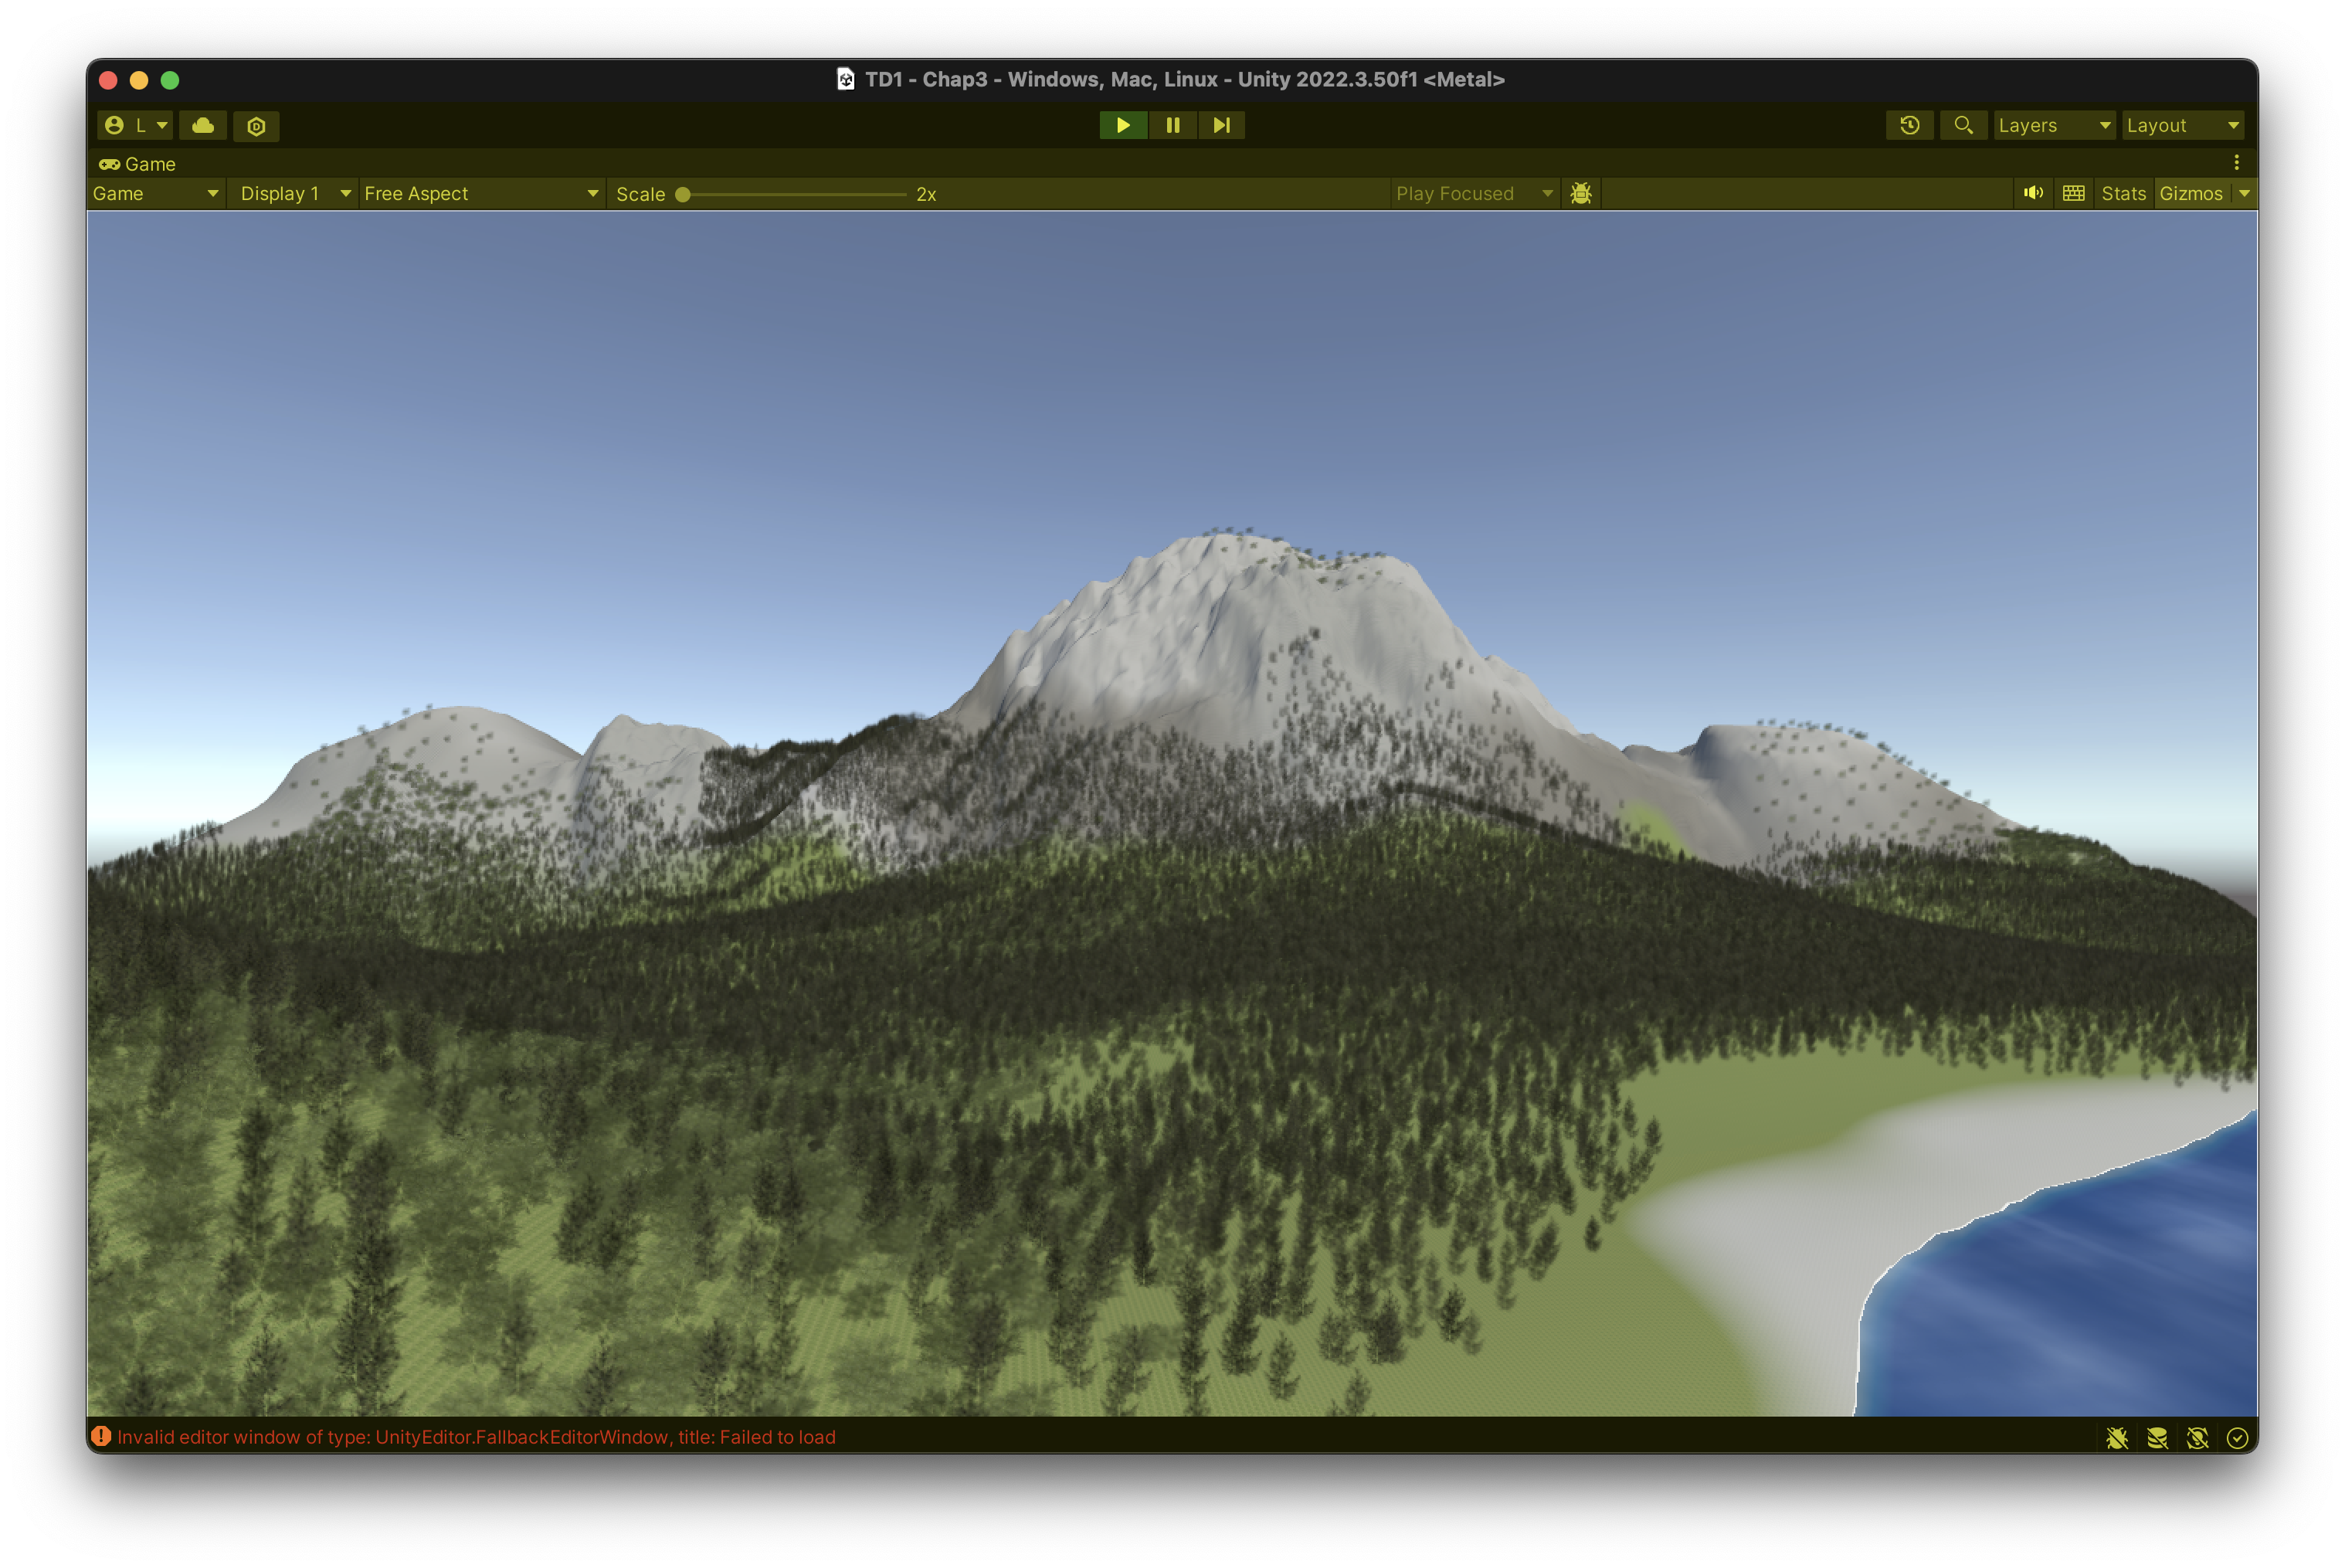 TD1 - Chap3 - Windows, Mac, Linux - Unity 2022.3.50f1 <Metal>
L
Layers
Layout
Game
Game
Display 1
Free Aspect
Scale
2x
Play Focused
Stats
Gizmos
Invalid editor window of type: UnityEditor.FallbackEditorWindow, title: Failed to load